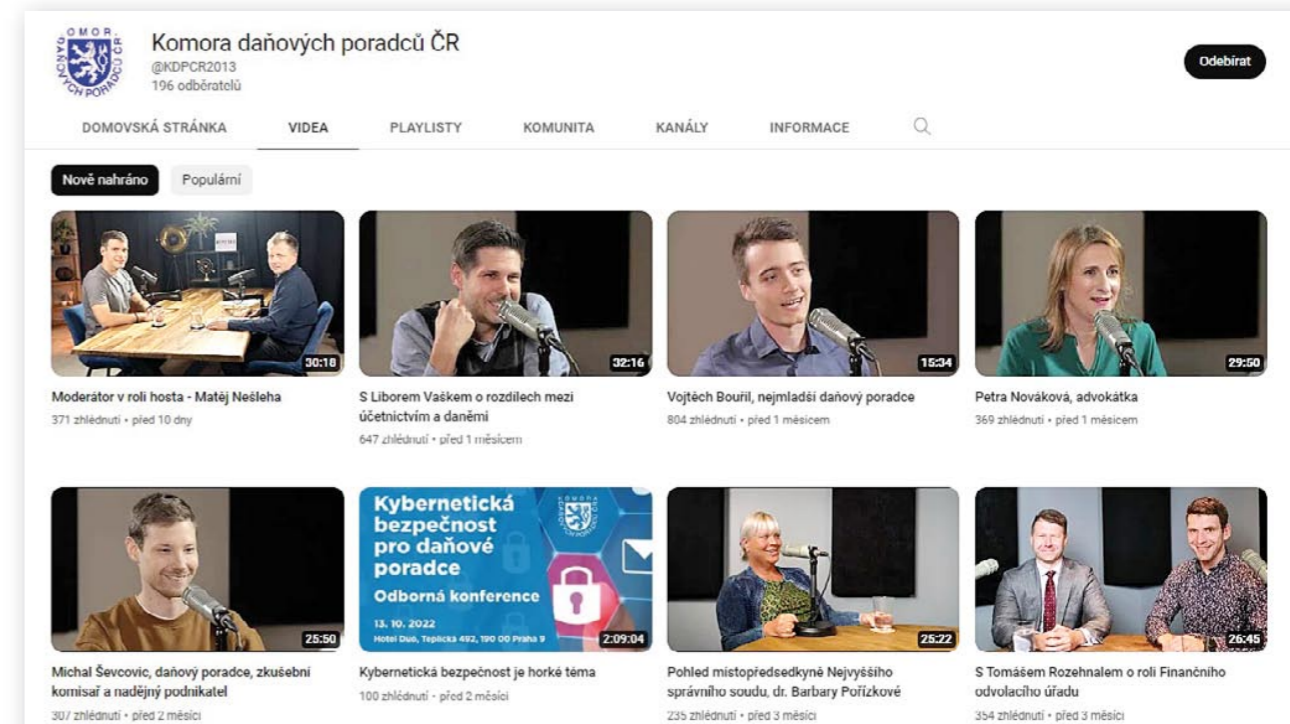 KOMORA DAŇOVÝCH PORADCŮ ČR
Komora daňových poradců ČR
@KDPCR2013
196 odběratelů
Odebírat
DOMOVSKÁ STRÁNKA VIDEA PLAYLISTY KOMUNITA KANÁLY INFORMACE
Nově nahráno Populární
30:18
32:16
15:34
29:50
Moderátor v roli hosta - Matěj Nešleha
371 zhlédnutí • před 10 dny
S Liborem Vaškem o rozdílech mezi
účetnictvím a daněmi
647 zhlédnutí • před 1 měsícem
Vojtěch Bouřil, nejmladší daňový poradce
804 zhlédnutí • před 1 měsícem
Petra Nováková, advokátka
369 zhlédnutí • před 1 měsícem
25:50
Kybernetická
bezpečnost
pro daňové
poradce
Odborná konference
13. 10. 2022
Hotel Duo, Teplická 492, 190 00 Praha 9
2:09:04
25:22
26:45
Michal Ševcovic, daňový poradce, zkušební
komisař a nadějný podnikatel
307 zhlédnutí • před 2 měsíci
Kybernetická bezpečnost je horké téma
100 zhlédnutí • před 2 měsíci
Pohled místopředsedkyně Nejvyššího
správního soudu, dr. Barbary Pořízkové
235 zhlédnutí • před 3 měsíci
S Tomášem Rozehnalem o roli Finančního
odvolacího úřadu
354 zhlédnutí • před 3 měsíci